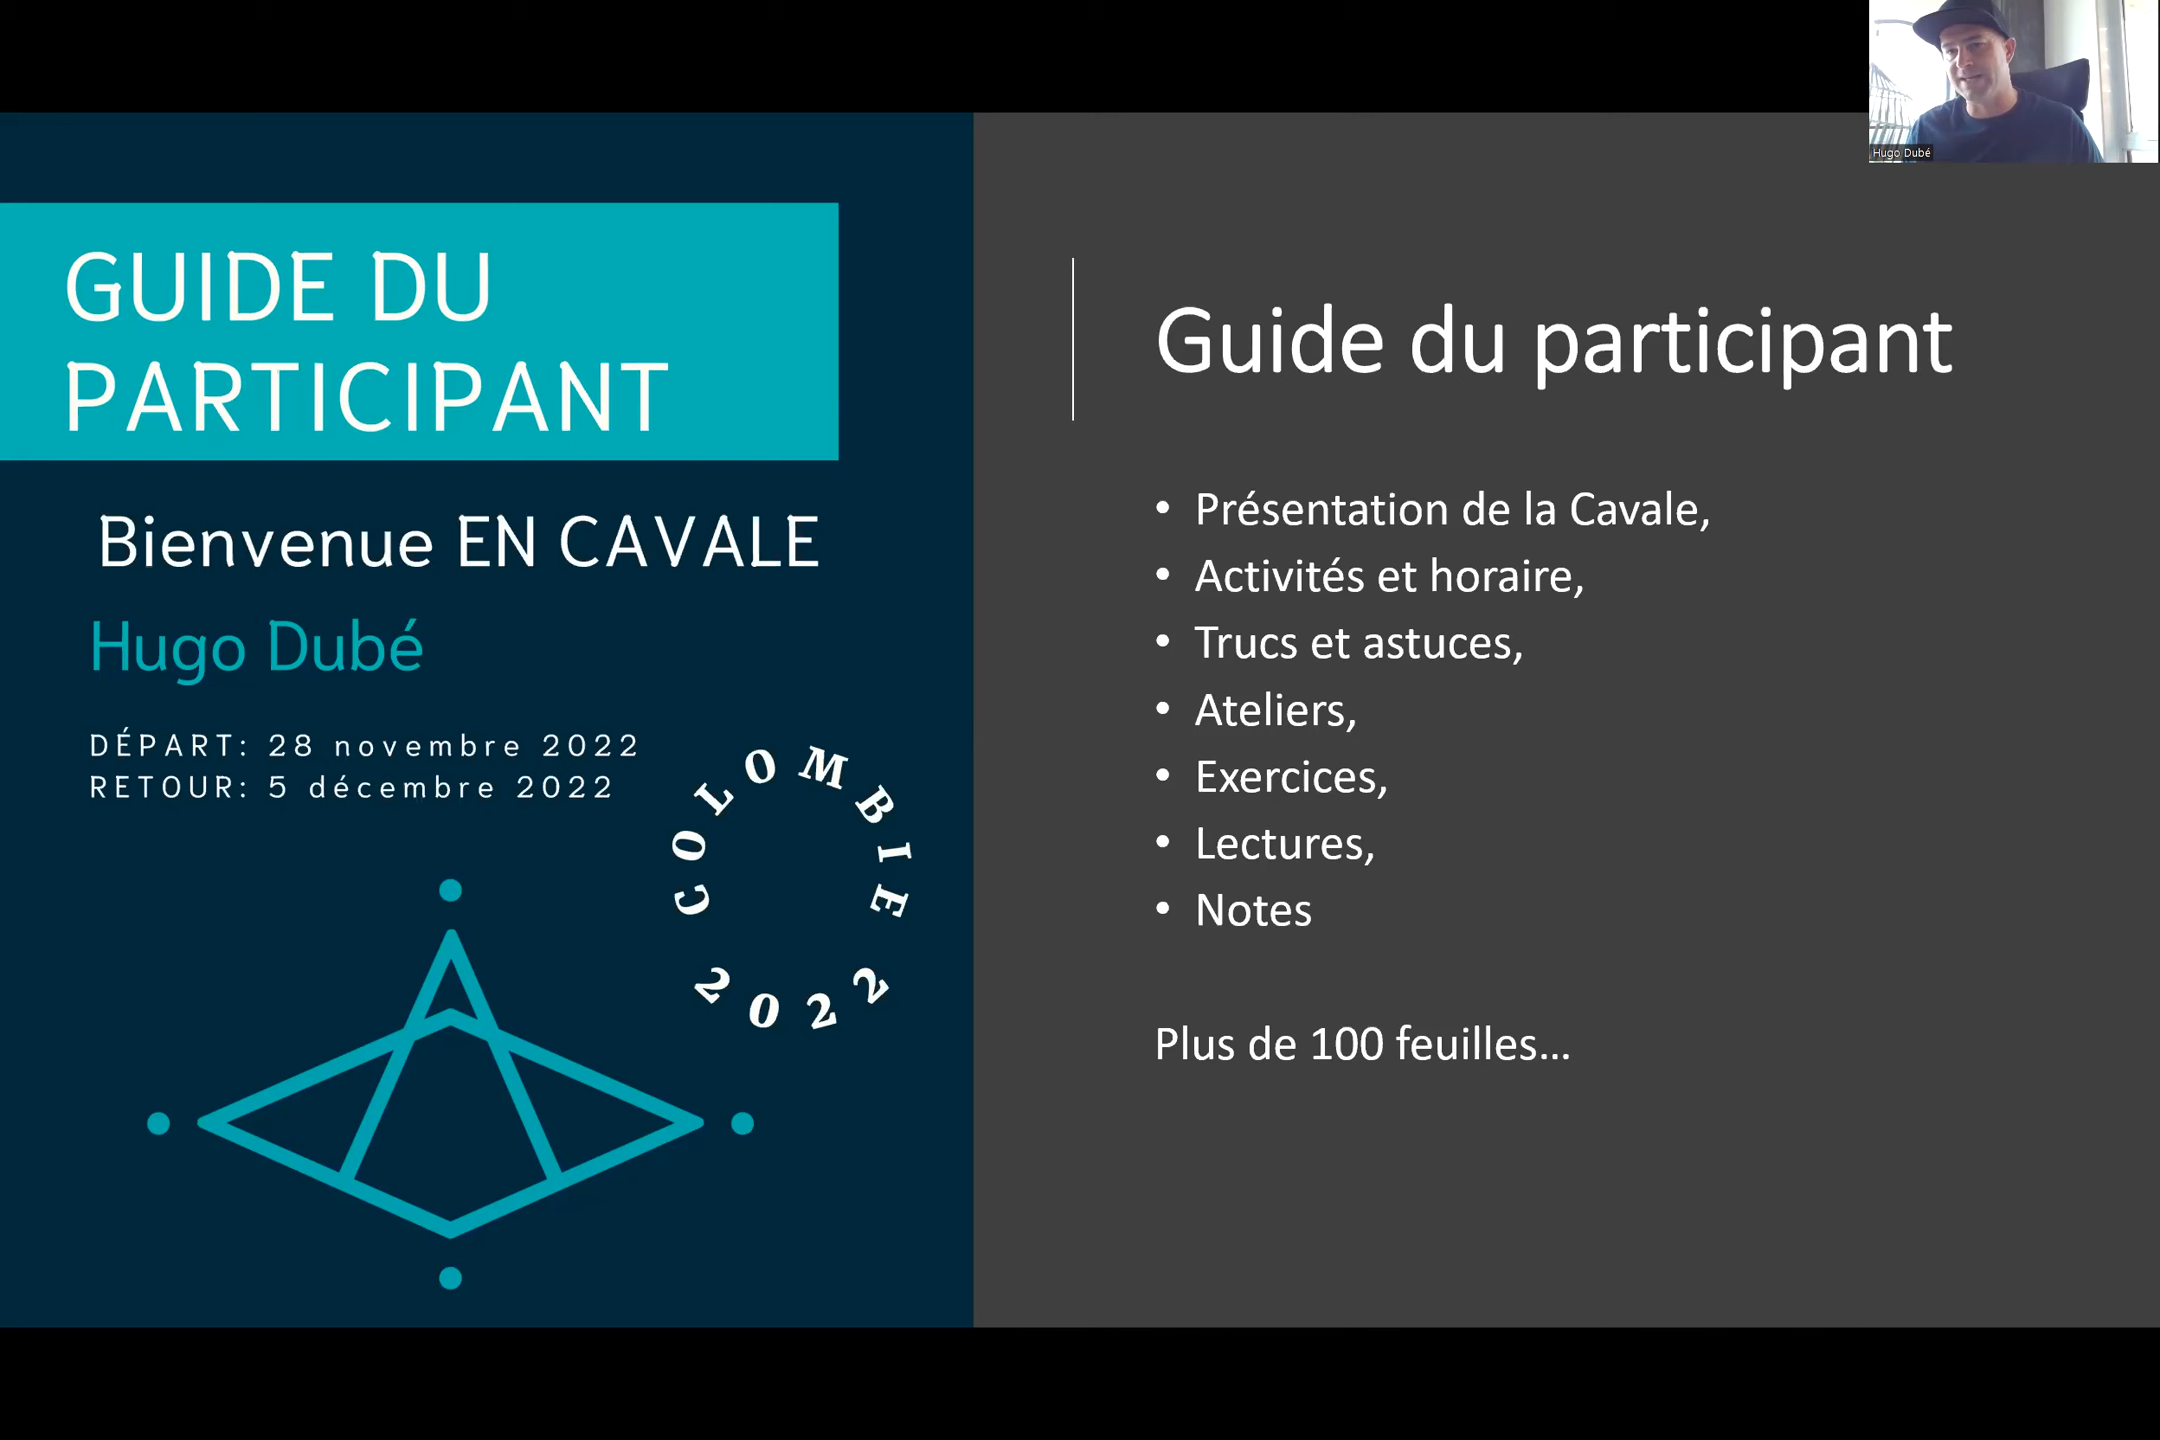 GUIDE DU
PARTICIPANT
Bienvenue EN CAVALE
Hugo Dubé
DÉPART: 28 novembre 2022
RETOUR: 5 décembre 2022
COLOMBIE
2022
Hugo Dubé
Guide du participant
• Présentation de la Cavale,
• Activités et horaire,
• Trucs et astuces,
• Ateliers,
• Exercices,
• Lectures,
• Notes
Plus de 100 feuilles...